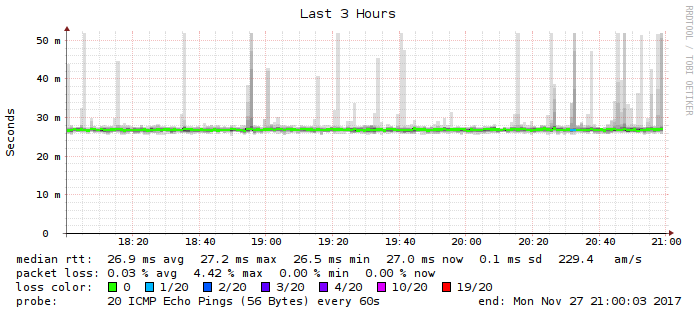 Last 3 Hours
RRDTOOL / TOBI OETIKER
Seconds
50 m
40 m
30 m
20 m
10 m
0
18:20 18:40 19:00 19:20 19:40 20:00 20:20 20:40 21:00
median rtt: 26.9 ms avg 27.2 ms max 26.5 ms min 27.0 ms now 0.1 ms sd 229.4 am/s
packet loss: 0.03 % avg 4.42 % max 0.00 % min 0.00 % now
loss color: 0 1/20 2/20 3/20 4/20 10/20 19/20
probe: 20 ICMP Echo Pings (56 Bytes) every 60s end: Mon Nov 27 21:00:03 2017